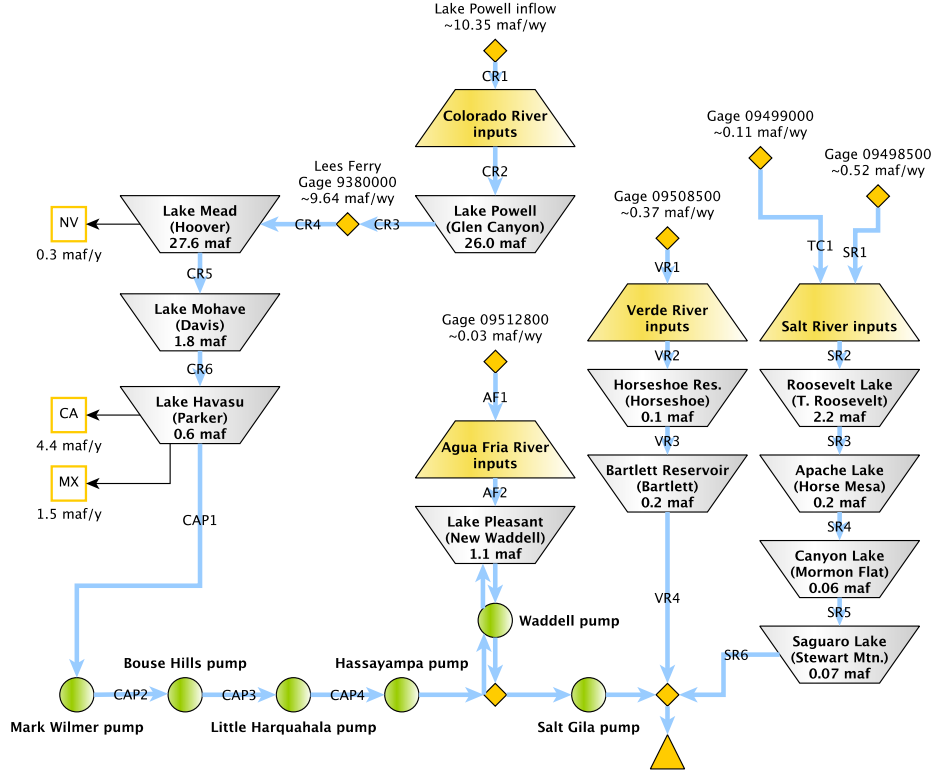 Lake Powell inflow
~10.35 maf/wy
CR1
Colorado River
inputs
CR2
Lake Powell
(Glen Canyon)
26.0 maf
CR3
Lees Ferry
Gage 9380000
~9.64 maf/wy
CR4
Lake Mead
(Hoover)
27.6 maf
NV
0.3 maf/y
CR5
Lake Mohave
(Davis)
1.8 maf
CR6
Lake Havasu
(Parker)
0.6 maf
CA
4.4 maf/y
MX
1.5 maf/y
CAP1
Mark Wilmer pump
CAP2
Bouse Hills pump
CAP3
Little Harquahala pump
CAP4
Hassayampa pump
Gage 09512800
~0.03 maf/wy
AF1
Agua Fria River
inputs
AF2
Lake Pleasant
(New Waddell)
1.1 maf
Waddell pump
Salt Gila pump
Gage 09508500
~0.37 maf/wy
VR1
Verde River
inputs
VR2
Horseshoe Res.
(Horseshoe)
0.1 maf
VR3
Bartlett Reservoir
(Bartlett)
0.2 maf
VR4
Gage 09499000
~0.11 maf/wy
TC1
Gage 09498500
~0.52 maf/wy
SR1
Salt River inputs
SR2
Roosevelt Lake
(T. Roosevelt)
2.2 maf
SR3
Apache Lake
(Horse Mesa)
0.2 maf
SR4
Canyon Lake
(Mormon Flat)
0.06 maf
SR5
Saguaro Lake
(Stewart Mtn.)
0.07 maf
SR6